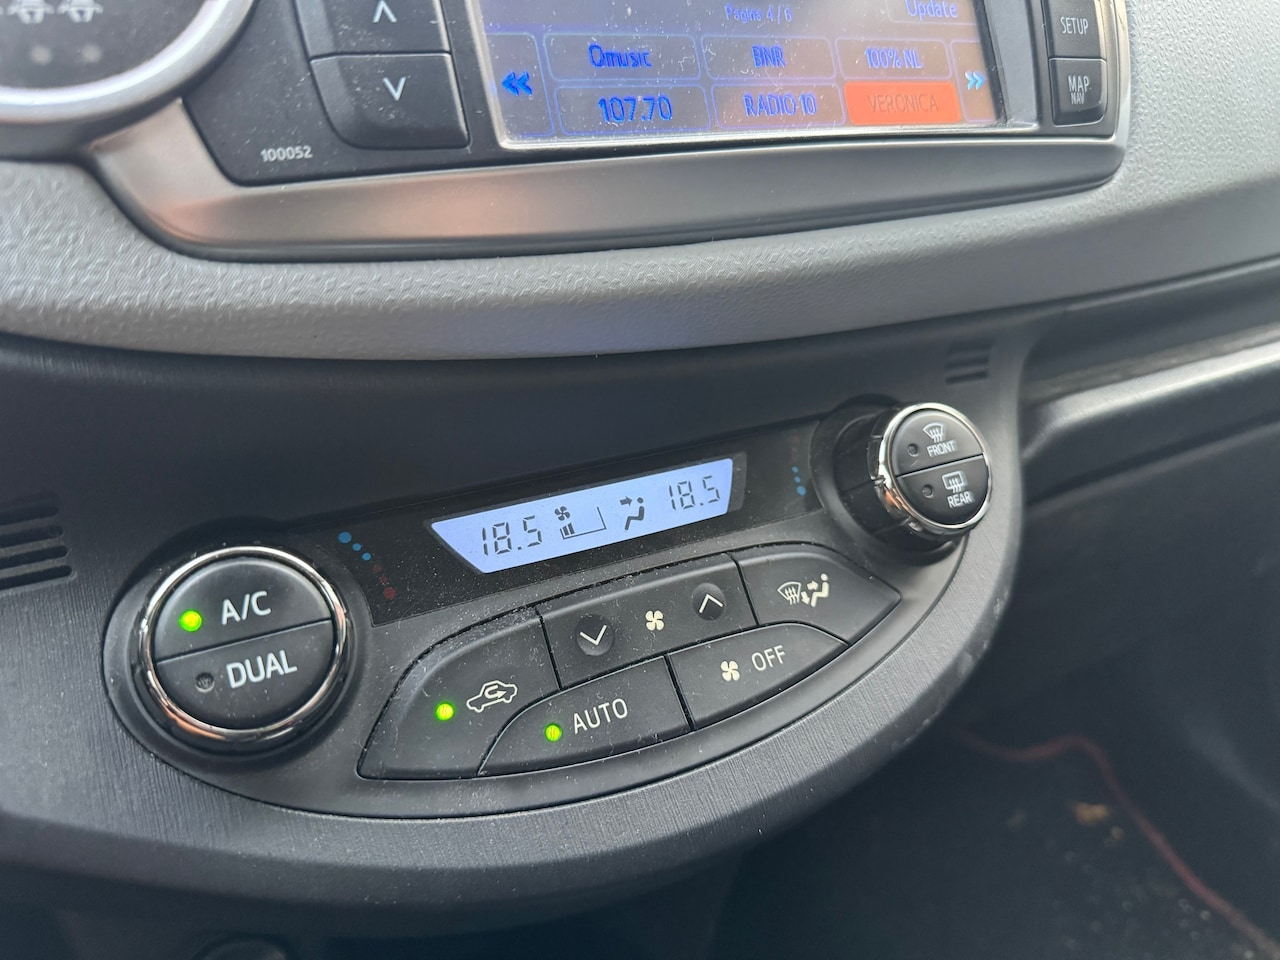 Pagina 4/6
Update
Qmusic
BNR
100% NL
107.70
RADIO 10
VERONICA
SETUP
MAP
NAV
100052
FRONT
REAR
18.5
18.5
A/C
DUAL
AUTO
OFF